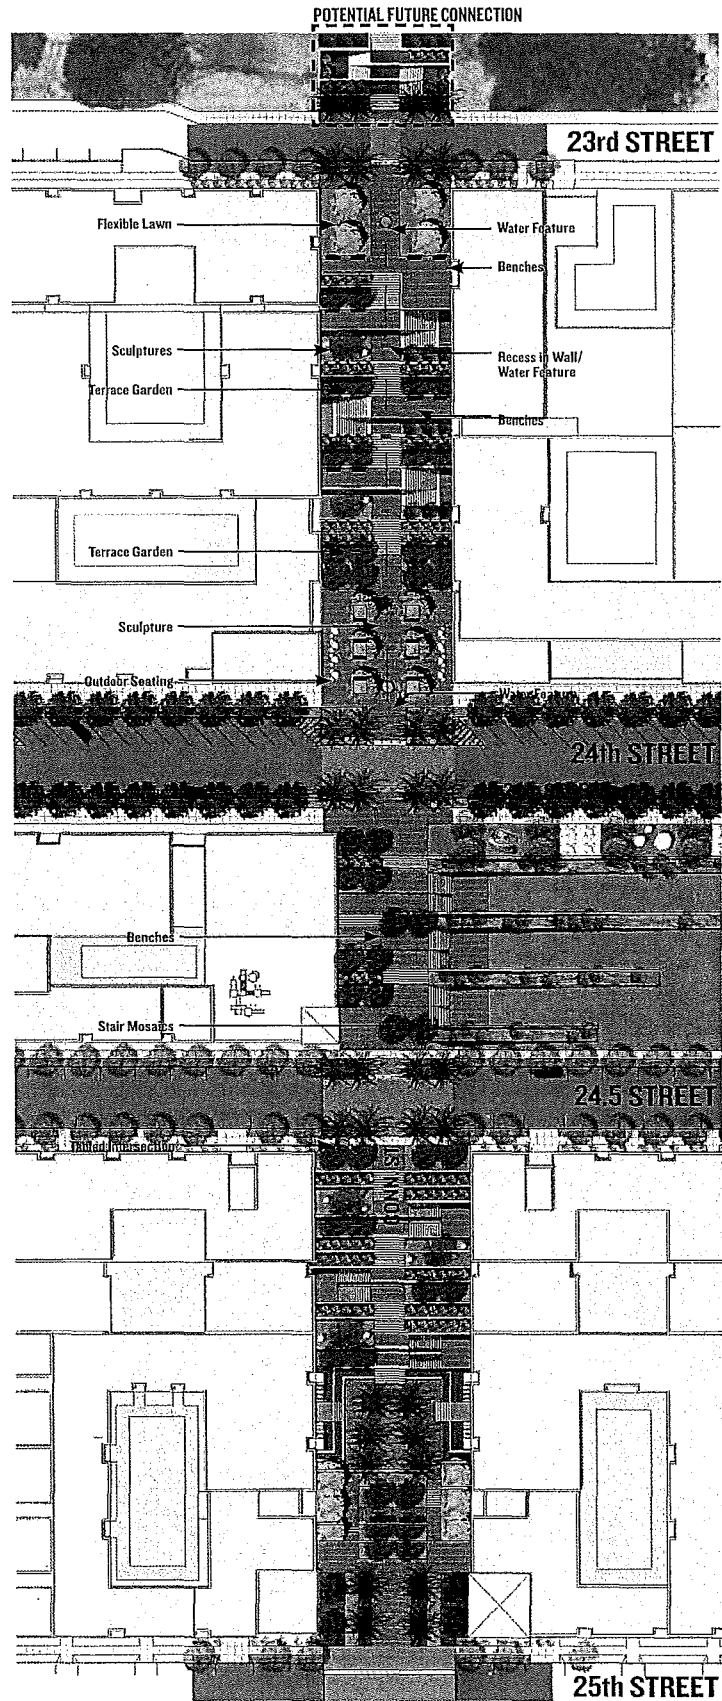 POTENTIAL FUTURE CONNECTION
23rd STREET
Flexible Lawn
Water Feature
Benches
Sculptures
Recess in Wall/
Water Feature
Terrace Garden
Benches
Terrace Garden
Sculpture
Outdoor Seating
Water Feature
24th STREET
Benches
Stair Mosaics
24.5 STREET
Tabled Intersection
25th STREET